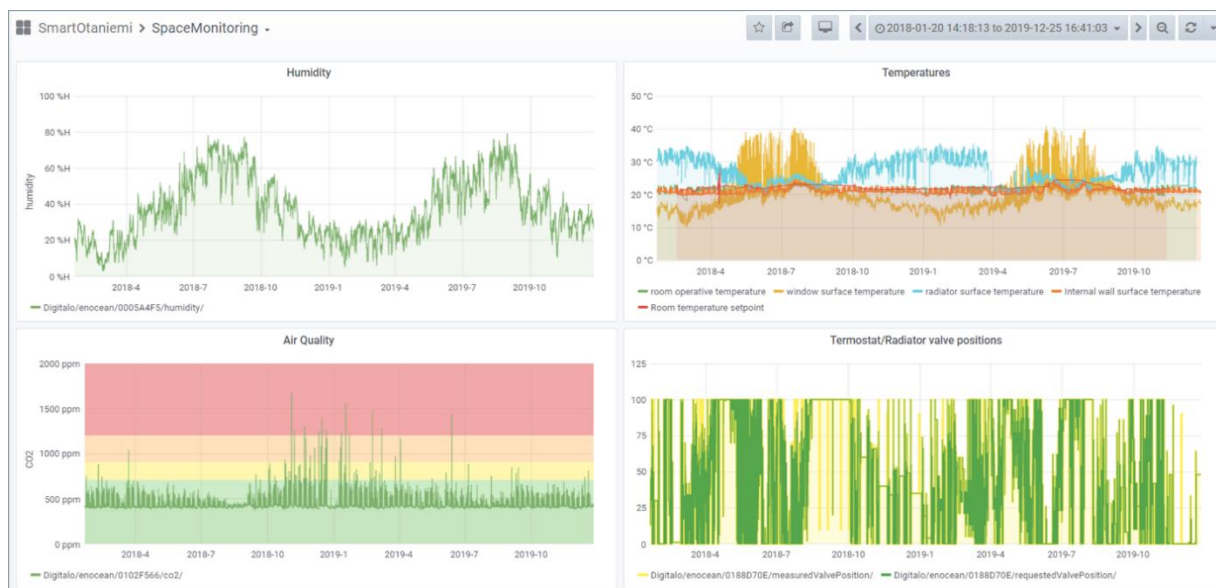 SmartOtaniemi > SpaceMonitoring
2018-01-20 14:18:13 to 2019-12-25 16:41:03
Humidity
100 %H
80 %H
60 %H
40 %H
20 %H
0 %H
humidity
2018-4 2018-7 2018-10 2019-1 2019-4 2019-7 2019-10
Digitalo/enocean/0005A4F5/humidity/
Temperatures
50 °C
40 °C
30 °C
20 °C
10 °C
0 °C
2018-4 2018-7 2018-10 2019-1 2019-4 2019-7 2019-10
room operative temperature window surface temperature radiator surface temperature Internal wall surface temperature
Room temperature setpoint
Air Quality
2000 ppm
1500 ppm
1000 ppm
500 ppm
0 ppm
CO2
2018-4 2018-7 2018-10 2019-1 2019-4 2019-7 2019-10
Digitalo/enocean/0102F566/co2/
Termostat/Radiator valve positions
125
100
75
50
25
0
2018-4 2018-7 2018-10 2019-1 2019-4 2019-7 2019-10
Digitalo/enocean/0188D70E/measuredValvePosition/ Digitalo/enocean/0188D70E/requestedValvePosition/